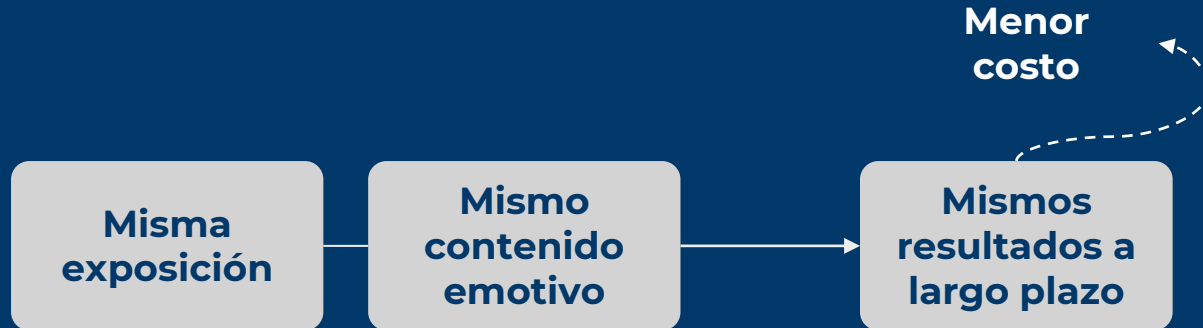 Menor
costo
Misma
exposición
Mismo
contenido
emotivo
Mismos
resultados a
largo plazo